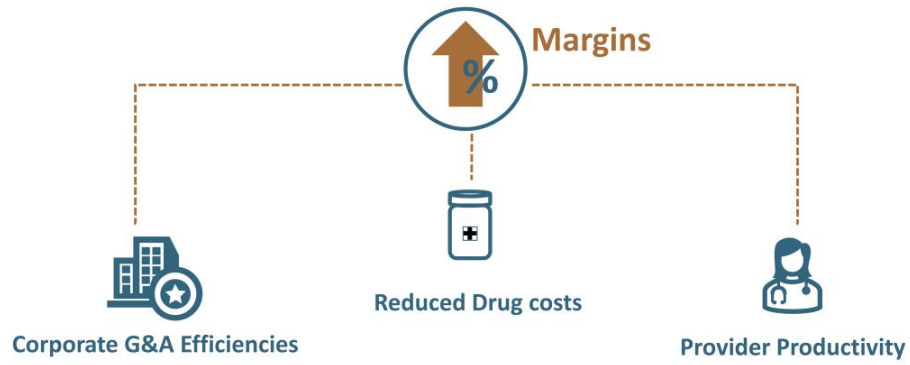 Margins
%
Reduced Drug costs
Corporate G&A Efficiencies
Provider Productivity